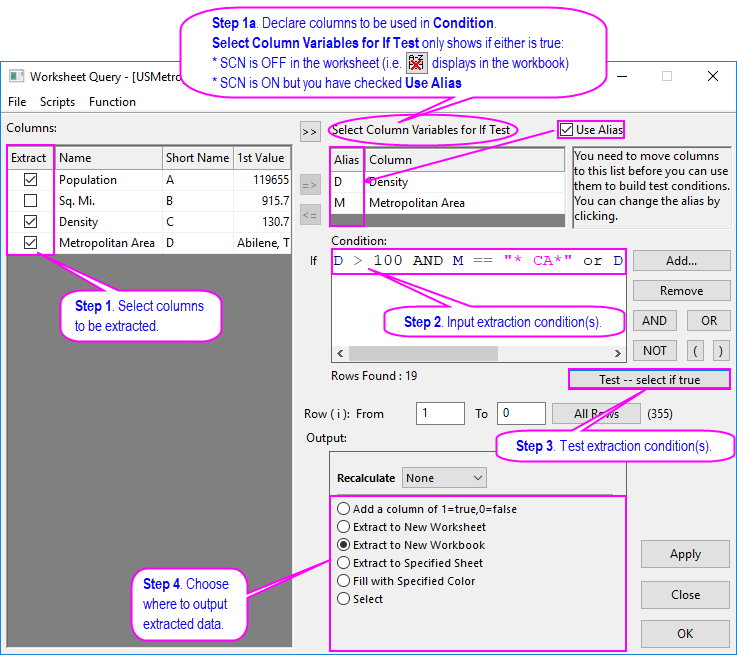 Step 1a. Declare columns to be used in Condition.
Select Column Variables for If Test only shows if either is true:
* SCN is OFF in the worksheet (i.e. displays in the workbook)
* SCN is ON but you have checked Use Alias
Worksheet Query - [USMetro
File Scripts Function
Columns:
>> Select Column Variables for If Test Use Alias
Extract Name Short Name 1st Value
Population A 119655
Sq. Mi. B 915.7
Density C 130.7
Metropolitan Area D Abilene, T
=>
<=
Alias Column
D Density
M Metropolitan Area
You need to move columns
to this list before you can use
them to build test conditions.
You can change the alias by
clicking.
Condition:
If D > 100 AND M == "* CA*" or D
Add...
Remove
AND OR
NOT ( )
Step 1. Select columns
to be extracted.
Step 2. Input extraction condition(s).
< >
Rows Found : 19
Test -- select if true
Row ( i ): From 1 To 0 All Rows (355)
Output:
Step 3. Test extraction condition(s).
Recalculate None
Add a column of 1=true,0=false
Extract to New Worksheet
Extract to New Workbook
Extract to Specified Sheet
Fill with Specified Color
Select
Step 4. Choose
where to output
extracted data.
Apply
Close
OK